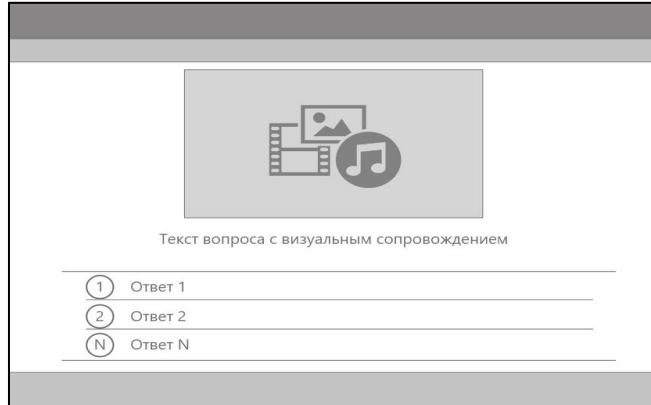 Текст вопроса с визуальным сопровождением
1 Ответ 1
2 Ответ 2
N Ответ N